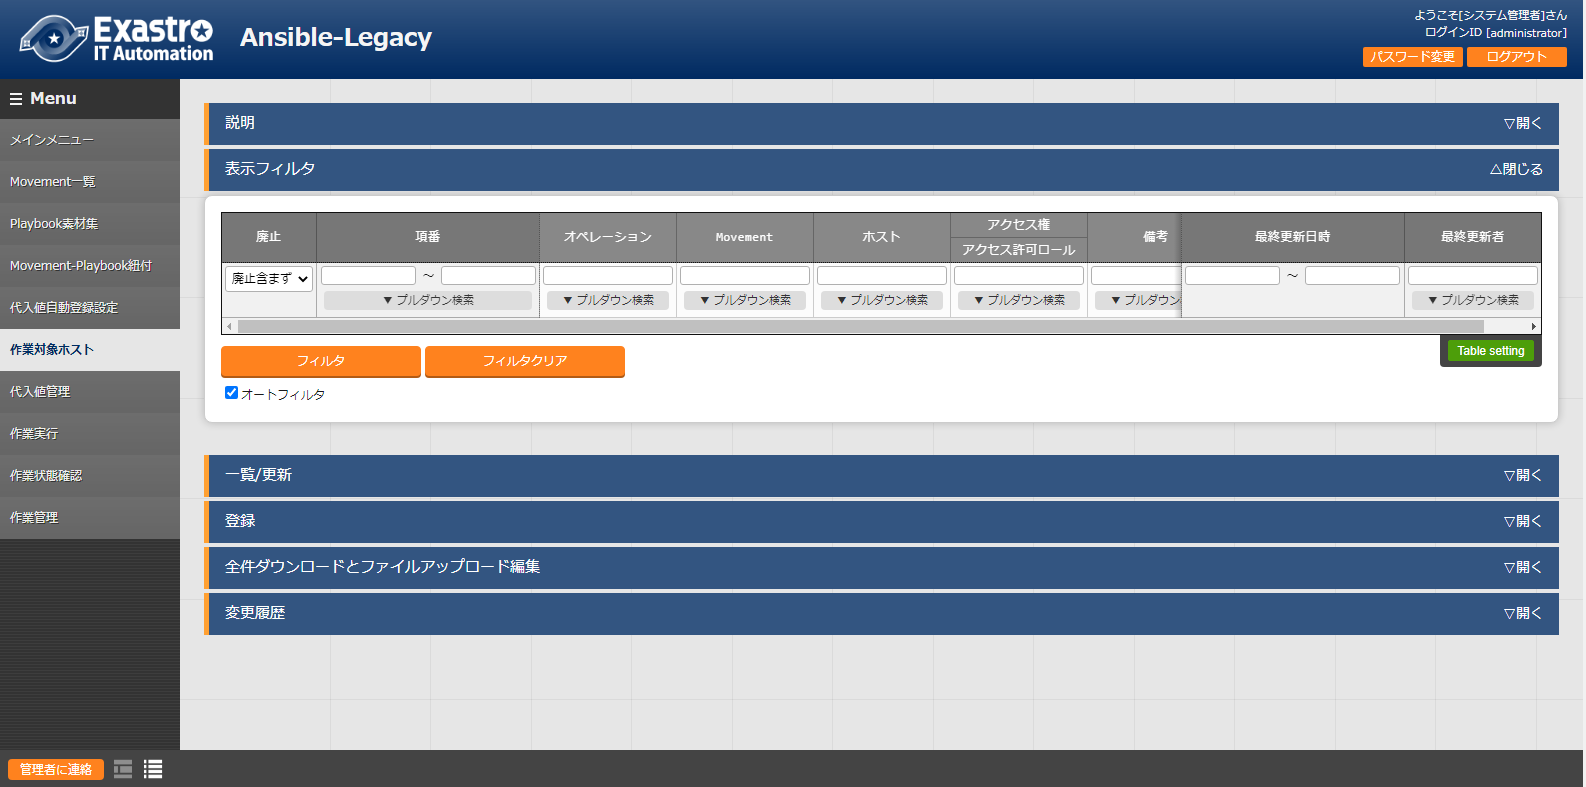 Exastro
IT Automation
Ansible-Legacy
ようこそ[システム管理者]さん
ログインID [administrator]
パスワード変更
ログアウト
Menu
メインメニュー
Movement一覧
Playbook素材集
Movement-Playbook紐付
代入値自動登録設定
作業対象ホスト
代入値管理
作業実行
作業状態確認
作業管理
説明
▽開く
表示フィルタ
△閉じる
廃止
項番
オペレーション
Movement
ホスト
アクセス権
アクセス許可ロール
備考
最終更新日時
最終更新者
廃止含まず
～
～
▼ プルダウン検索
▼ プルダウン検索
▼ プルダウン検索
▼ プルダウン検索
▼ プルダウン検索
▼ プルダウン
▼ プルダウン検索
フィルタ
フィルタクリア
Table setting
オートフィルタ
一覧/更新
▽開く
登録
▽開く
全件ダウンロードとファイルアップロード編集
▽開く
変更履歴
▽開く
管理者に連絡